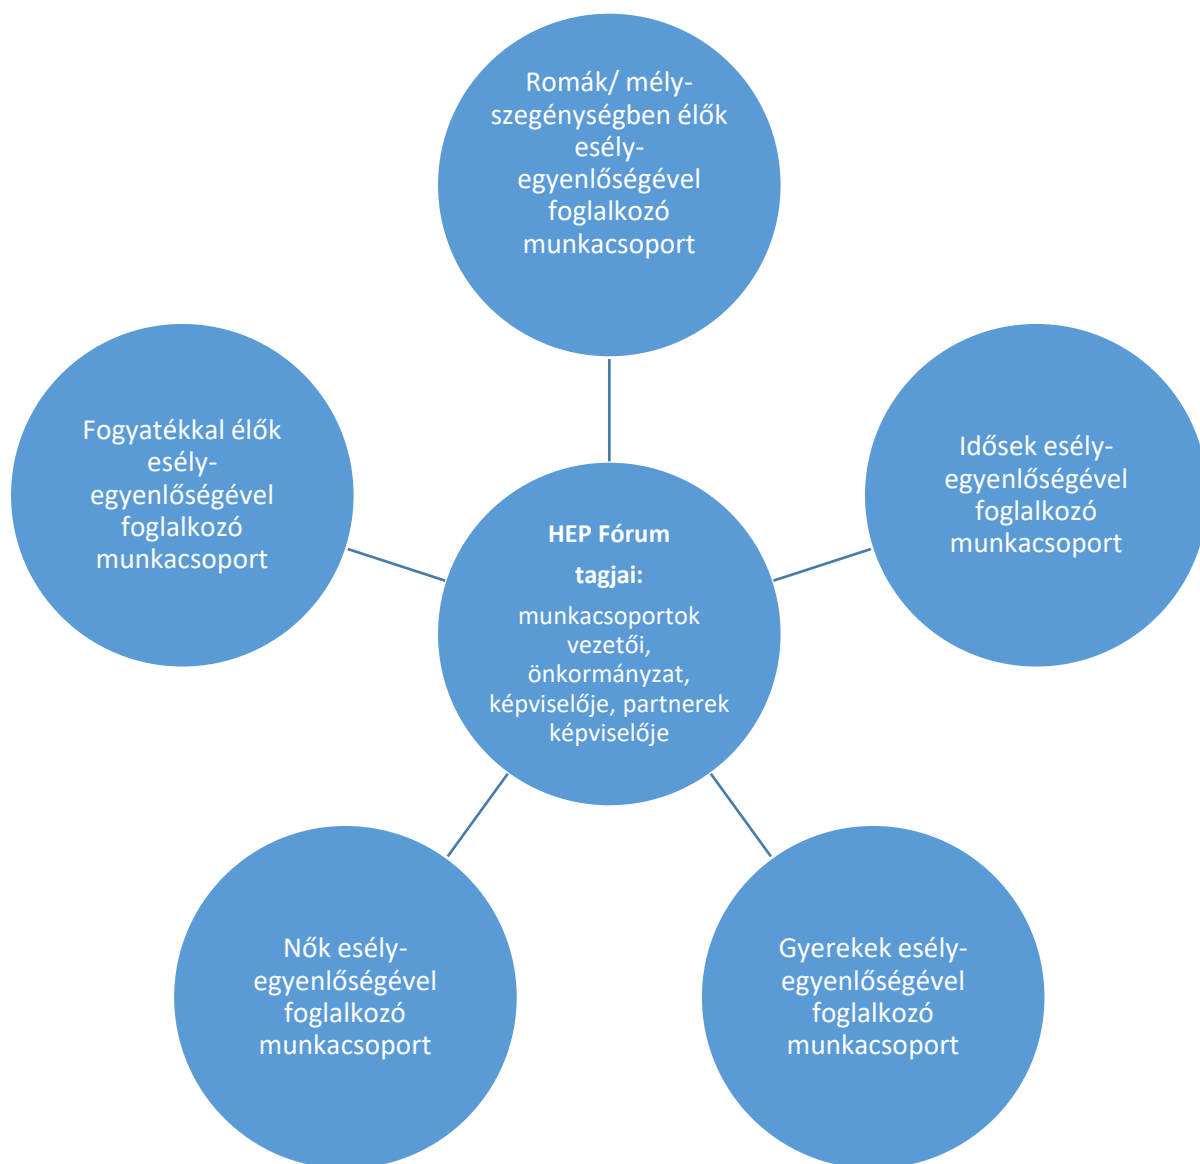 Romák/ mély-
szegénységben élők
esély-
egyenlőségével
foglalkozó
munkacsoport
Fogyatékkal élők
esély-
egyenlőségével
foglalkozó
munkacsoport
Idősek esély-
egyenlőségével
foglalkozó
munkacsoport
HEP Fórum
tagjai:
munkacsoportok
vezetői,
önkormányzat,
képviselője, partnerek
képviselője
Nők esély-
egyenlőségével
foglalkozó
munkacsoport
Gyerekek esély-
egyenlőségével
foglalkozó
munkacsoport